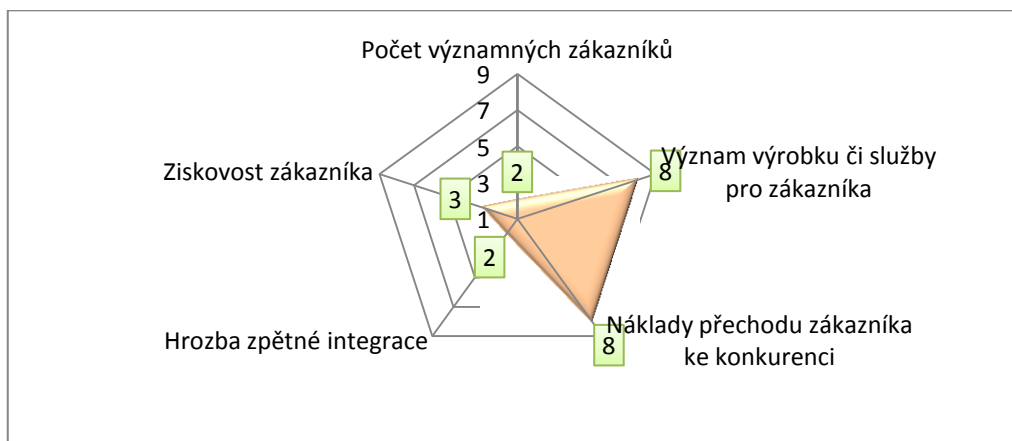 Počet významných zákazníků
9
7
5
3
1
2
8
Význam výrobku či služby
pro zákazníka
Ziskovost zákazníka
3
2
Hrozba zpětné integrace
Náklady přechodu zákazníka
ke konkurenci
8